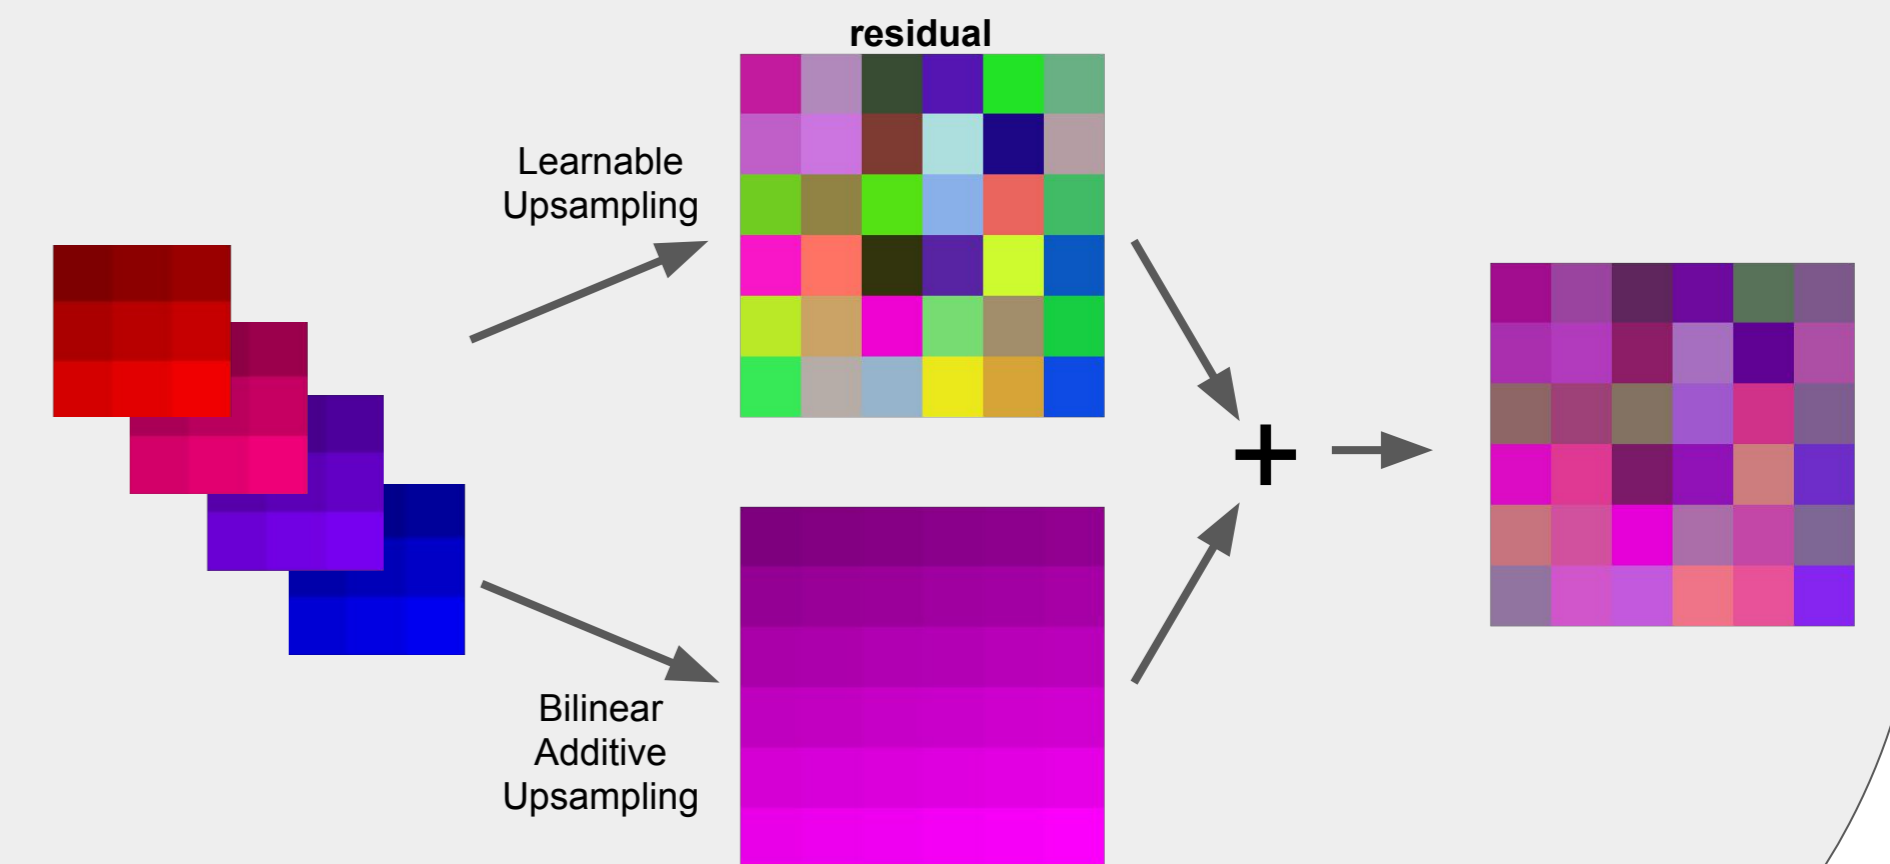 residual
Learnable
Upsampling
+
Bilinear
Additive
Upsampling